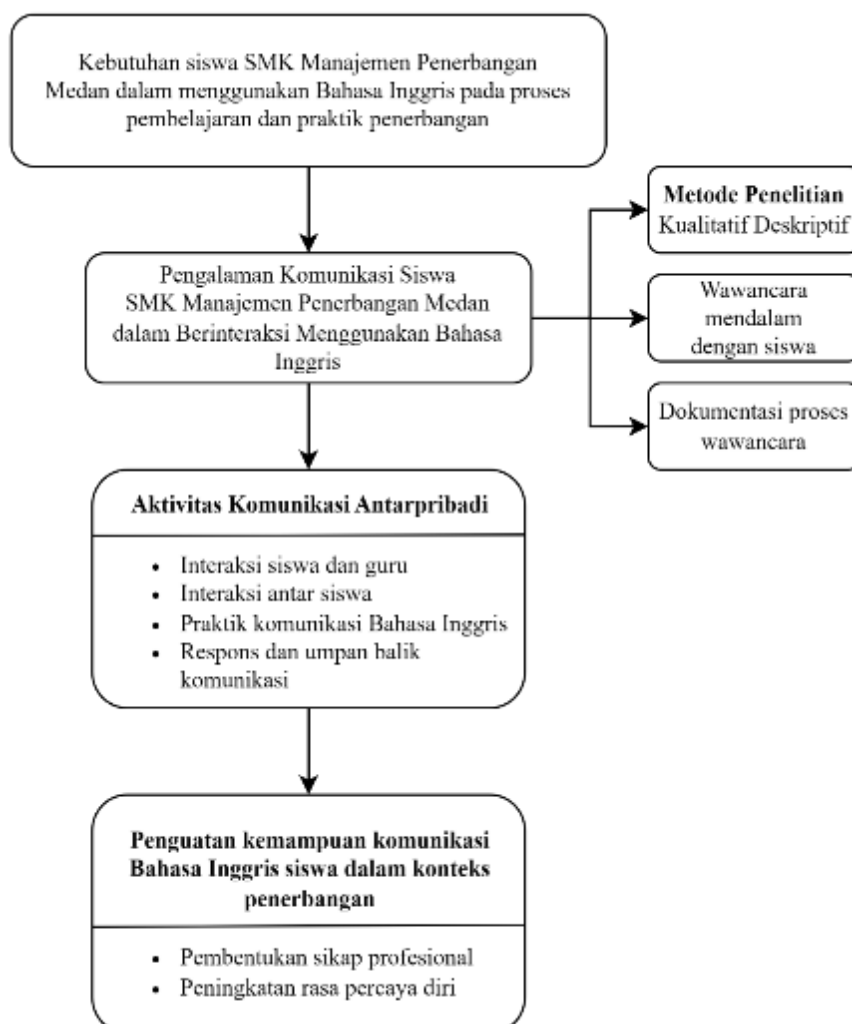 Kebutuhan siswa SMK Manajemen Penerbangan
Medan dalam menggunakan Bahasa Inggris pada proses
pembelajaran dan praktik penerbangan
Metode Penelitian
Kualitatif Deskriptif
Pengalaman Komunikasi Siswa
SMK Manajemen Penerbangan Medan
dalam Berinteraksi Menggunakan Bahasa
Inggris
Wawancara
mendalam
dengan siswa
Dokumentasi proses
wawancara
Aktivitas Komunikasi Antarpribadi
• Interaksi siswa dan guru
• Interaksi antar siswa
• Praktik komunikasi Bahasa Inggris
• Respons dan umpan balik
komunikasi
Penguatan kemampuan komunikasi
Bahasa Inggris siswa dalam konteks
penerbangan
• Pembentukan sikap profesional
• Peningkatan rasa percaya diri